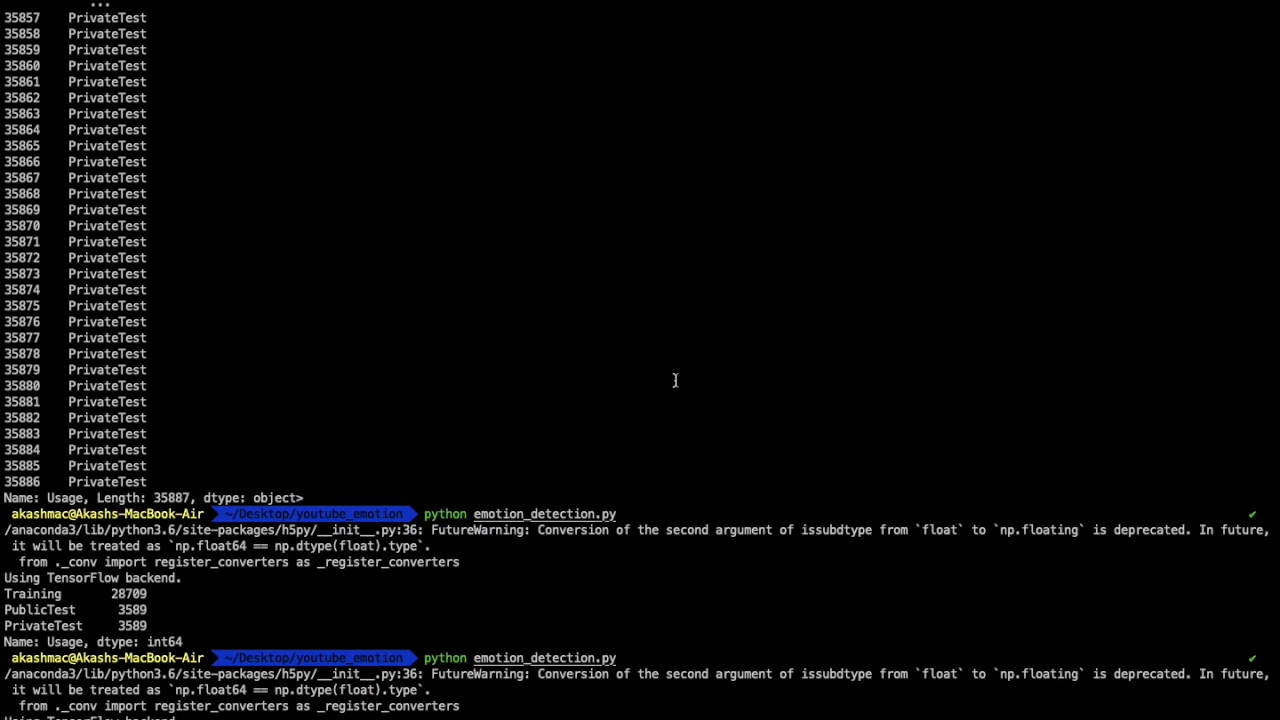 ...
35857    PrivateTest
35858    PrivateTest
35859    PrivateTest
35860    PrivateTest
35861    PrivateTest
35862    PrivateTest
35863    PrivateTest
35864    PrivateTest
35865    PrivateTest
35866    PrivateTest
35867    PrivateTest
35868    PrivateTest
35869    PrivateTest
35870    PrivateTest
35871    PrivateTest
35872    PrivateTest
35873    PrivateTest
35874    PrivateTest
35875    PrivateTest
35876    PrivateTest
35877    PrivateTest
35878    PrivateTest
35879    PrivateTest
35880    PrivateTest
35881    PrivateTest
35882    PrivateTest
35883    PrivateTest
35884    PrivateTest
35885    PrivateTest
35886    PrivateTest
Name: Usage, Length: 35887, dtype: object>
akashmac@Akashs-MacBook-Air ~/Desktop/youtube_emotion python emotion_detection.py ✔
/anaconda3/lib/python3.6/site-packages/h5py/__init__.py:36: FutureWarning: Conversion of the second argument of issubdtype from `float` to `np.floating` is deprecated. In future,
it will be treated as `np.float64 == np.dtype(float).type`.
from ._conv import register_converters as _register_converters
Using TensorFlow backend.
Training       28709
PublicTest      3589
PrivateTest     3589
Name: Usage, dtype: int64
akashmac@Akashs-MacBook-Air ~/Desktop/youtube_emotion python emotion_detection.py ✔
/anaconda3/lib/python3.6/site-packages/h5py/__init__.py:36: FutureWarning: Conversion of the second argument of issubdtype from `float` to `np.floating` is deprecated. In future,
it will be treated as `np.float64 == np.dtype(float).type`.
from ._conv import register_converters as _register_converters
Using TensorFlow backend.